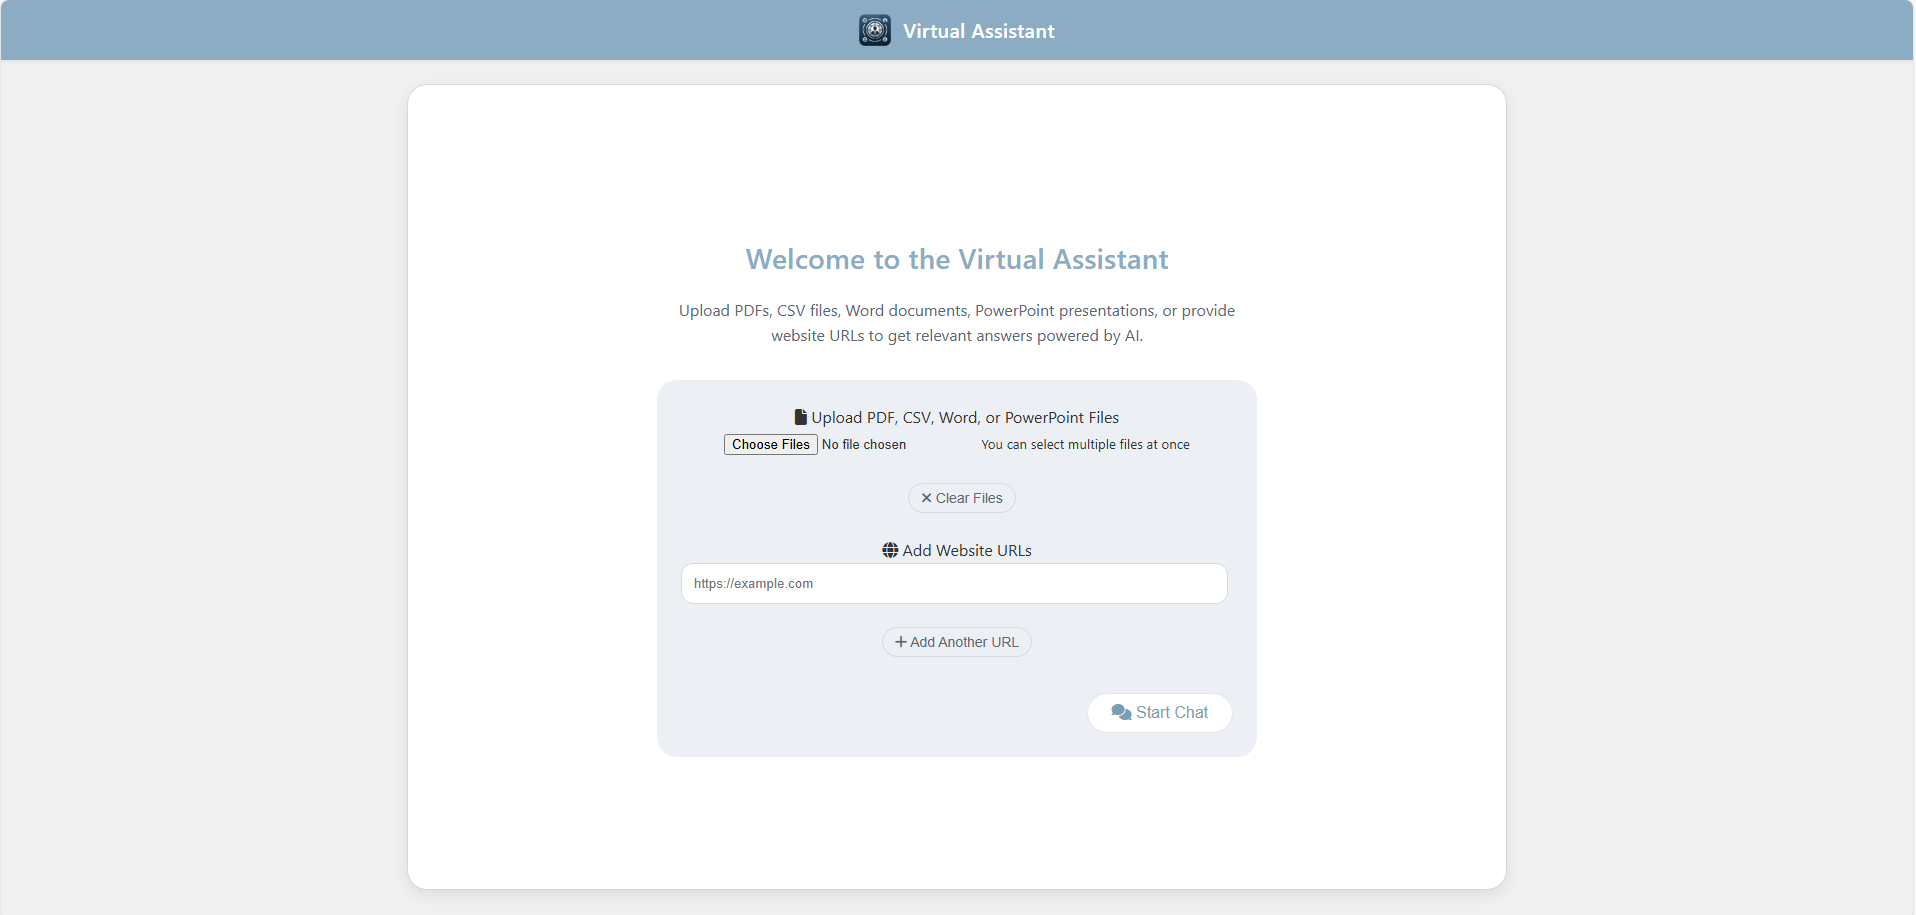 Virtual Assistant
Welcome to the Virtual Assistant
Upload PDFs, CSV files, Word documents, PowerPoint presentations, or provide
website URLs to get relevant answers powered by AI.
Upload PDF, CSV, Word, or PowerPoint Files
Choose Files No file chosen You can select multiple files at once
Clear Files
Add Website URLs
https://example.com
Add Another URL
Start Chat